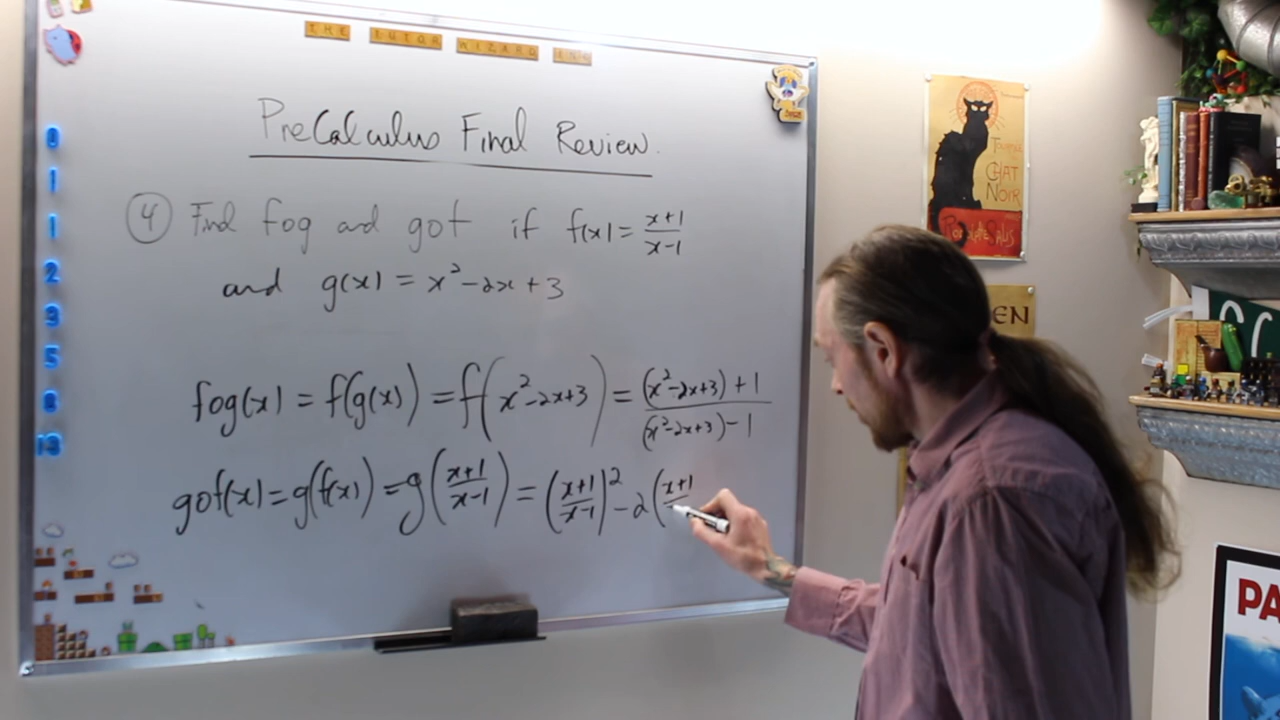 THE TUTOR WIZARD INC
PreCalculus Final Review.
④ Find fog and gof if f(x) = x+1/x-1
and g(x) = x² - 2x + 3
fog(x) = f(g(x)) = f(x²-2x+3) = (x²-2x+3)+1/(x²-2x+3)-1
gof(x) = g(f(x)) = g(x+1/x-1) = (x+1/x-1)² - 2(x+1
0
1
1
2
3
5
8
13
CHAT
NOIR
EN
PA